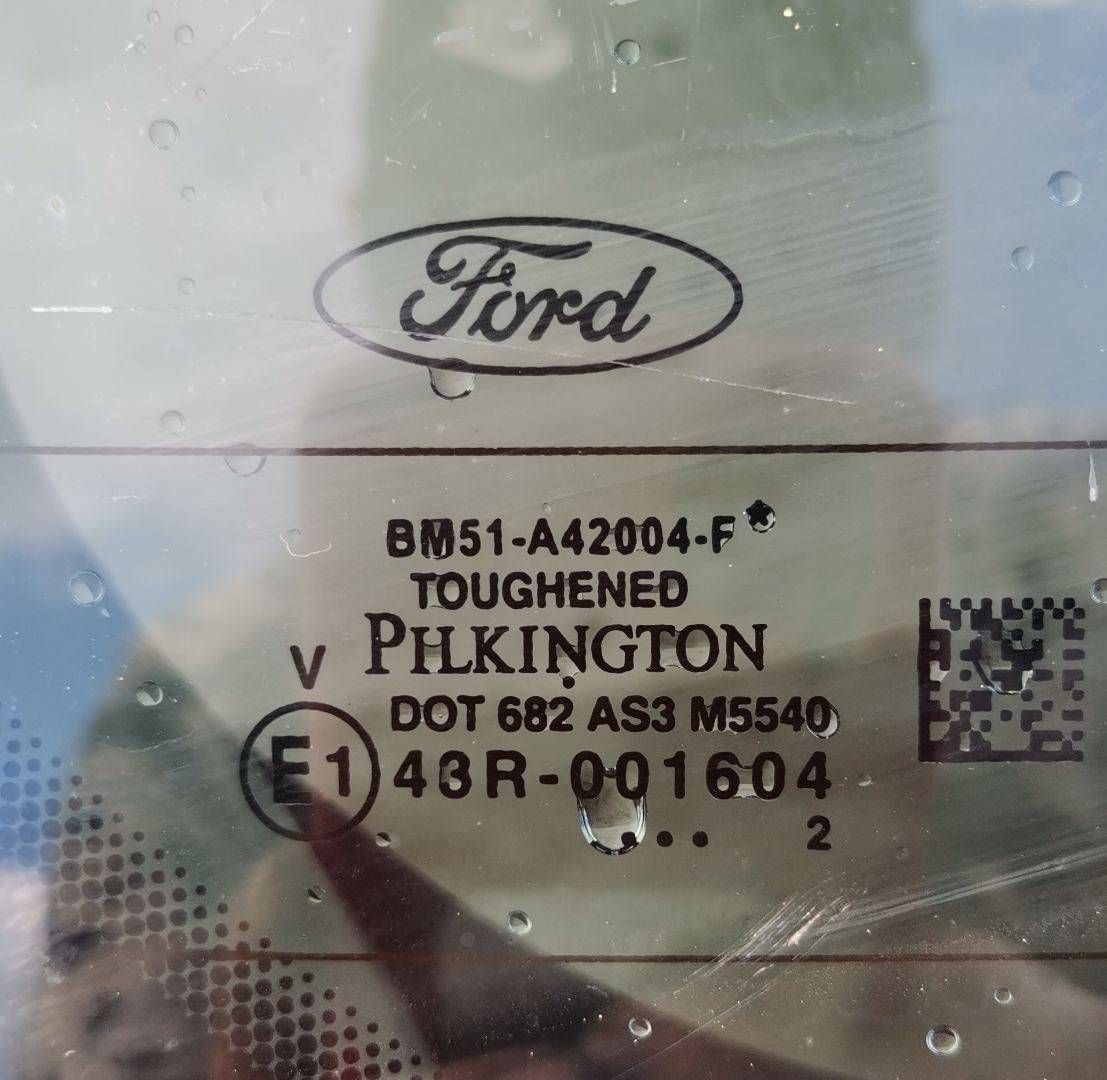 Ford
BM51-A42004-F*
TOUGHENED
V
PILKINGTON
DOT 682 AS3 M5540
E1 43R-001604
... 2